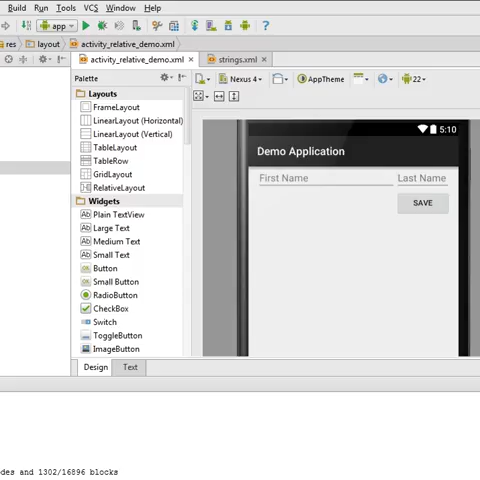 Build Run Tools VCS Window Help
app
res layout activity_relative_demo.xml
activity_relative_demo.xml strings.xml
Palette
Nexus 4 AppTheme 22
Layouts
FrameLayout
LinearLayout (Horizontal)
LinearLayout (Vertical)
TableLayout
TableRow
GridLayout
RelativeLayout
Widgets
Plain TextView
Large Text
Medium Text
Small Text
Button
Small Button
RadioButton
CheckBox
Switch
ToggleButton
ImageButton
5:10
Demo Application
First Name Last Name
SAVE
Design Text
odes and 1302/16896 blocks